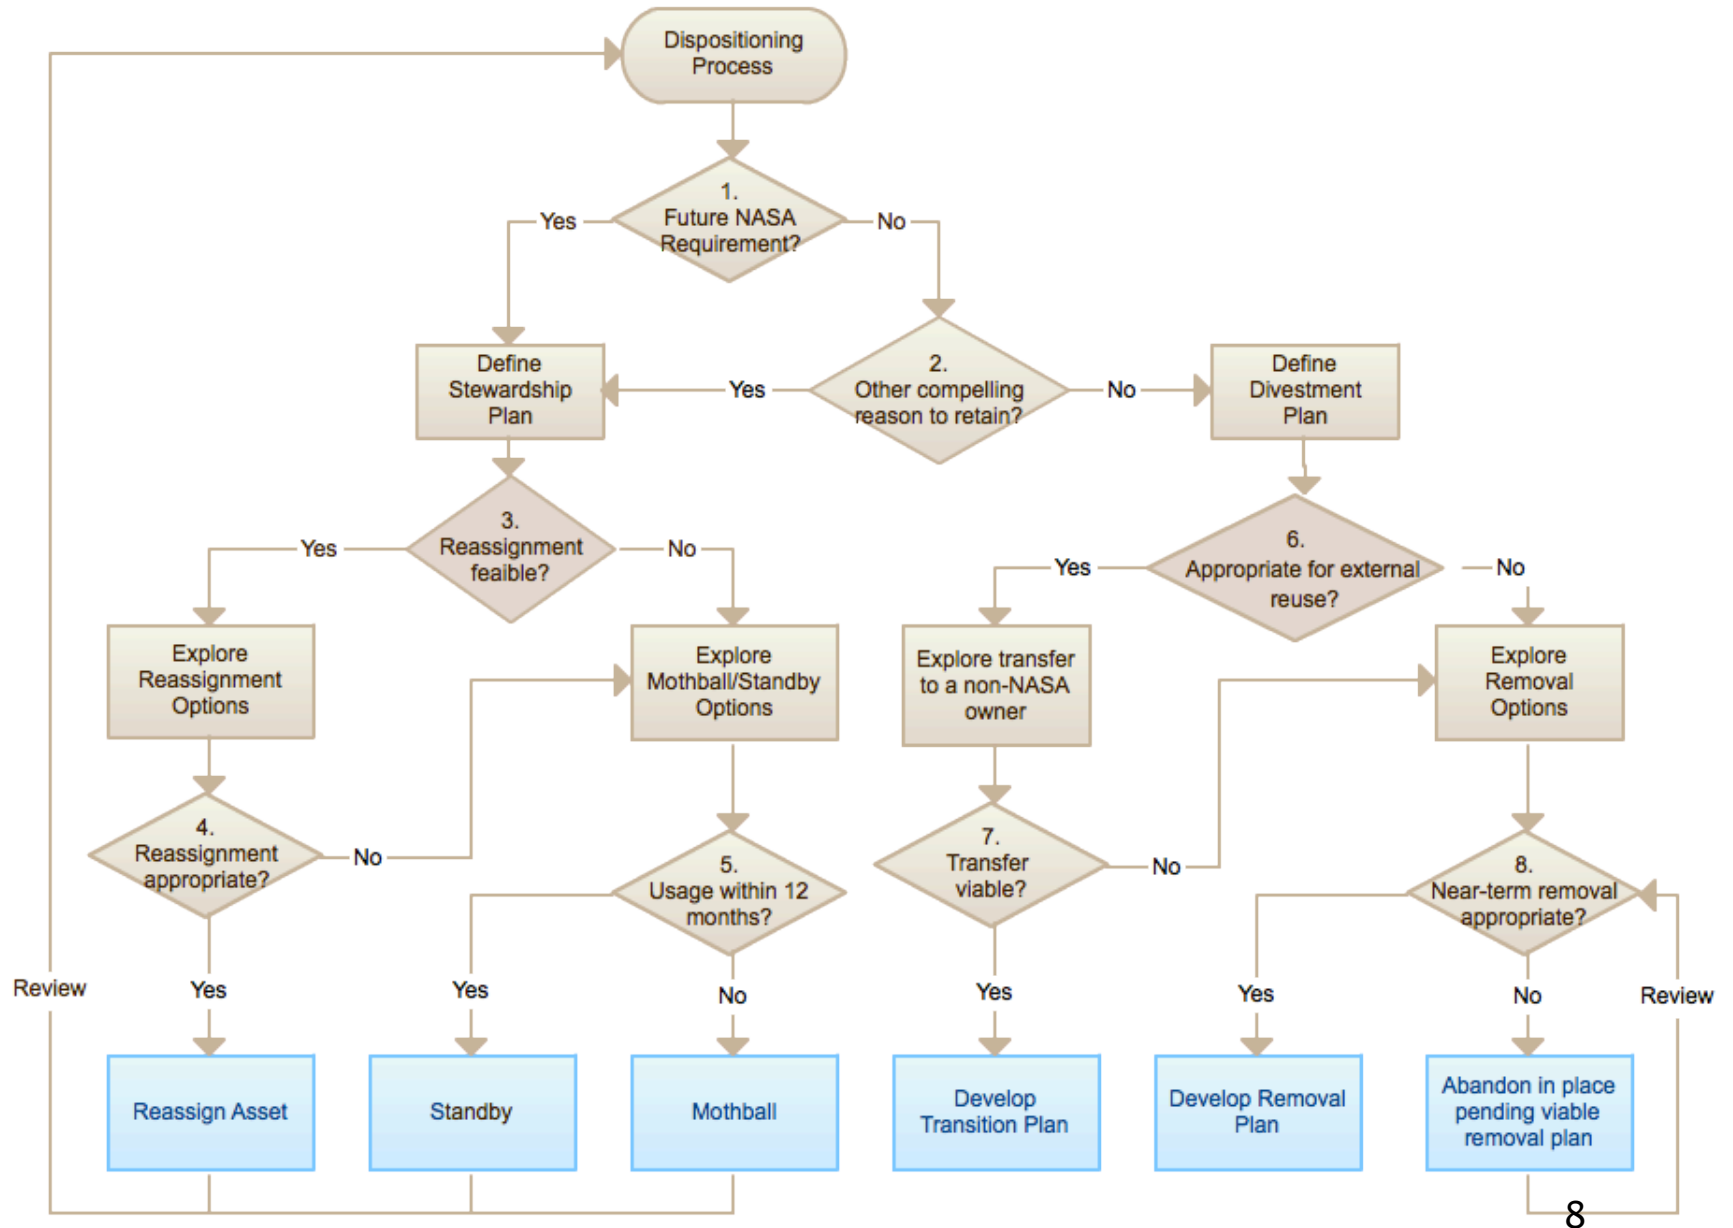 Dispositioning
Process
1.
Future NASA
Requirement?
Yes
No
Define
Stewardship
Plan
2.
Other compelling
reason to retain?
Yes
No
Define
Divestment
Plan
3.
Reassignment
feaible?
Yes
No
6.
Appropriate for external
reuse?
Yes
No
Explore
Reassignment
Options
Explore
Mothball/Standby
Options
Explore transfer
to a non-NASA
owner
Explore
Removal
Options
4.
Reassignment
appropriate?
No
5.
Usage within 12
months?
7.
Transfer
viable?
No
8.
Near-term removal
appropriate?
Review
Yes
Yes
No
Yes
Yes
No
Review
Reassign Asset
Standby
Mothball
Develop
Transition Plan
Develop Removal
Plan
Abandon in place
pending viable
removal plan
8